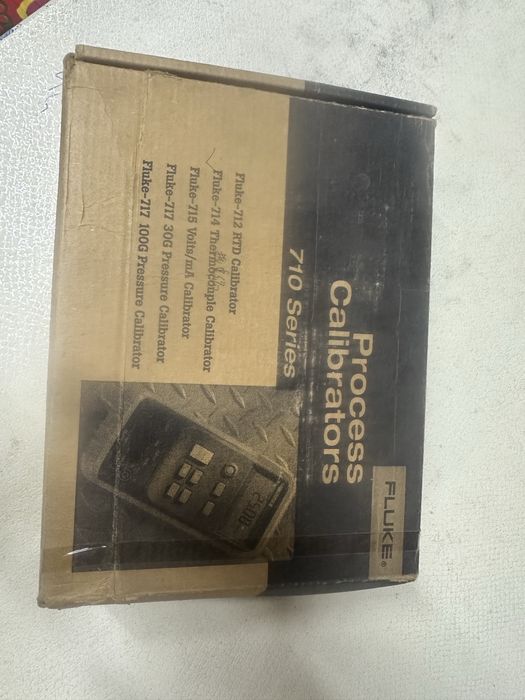 FLUKE®
Process
Calibrators
710 Series
Fluke-712 RTD Calibrator
Fluke-714 Thermocouple Calibrator
Fluke-715 Volts/mA Calibrator
Fluke-717 30G Pressure Calibrator
Fluke-717 100G Pressure Calibrator